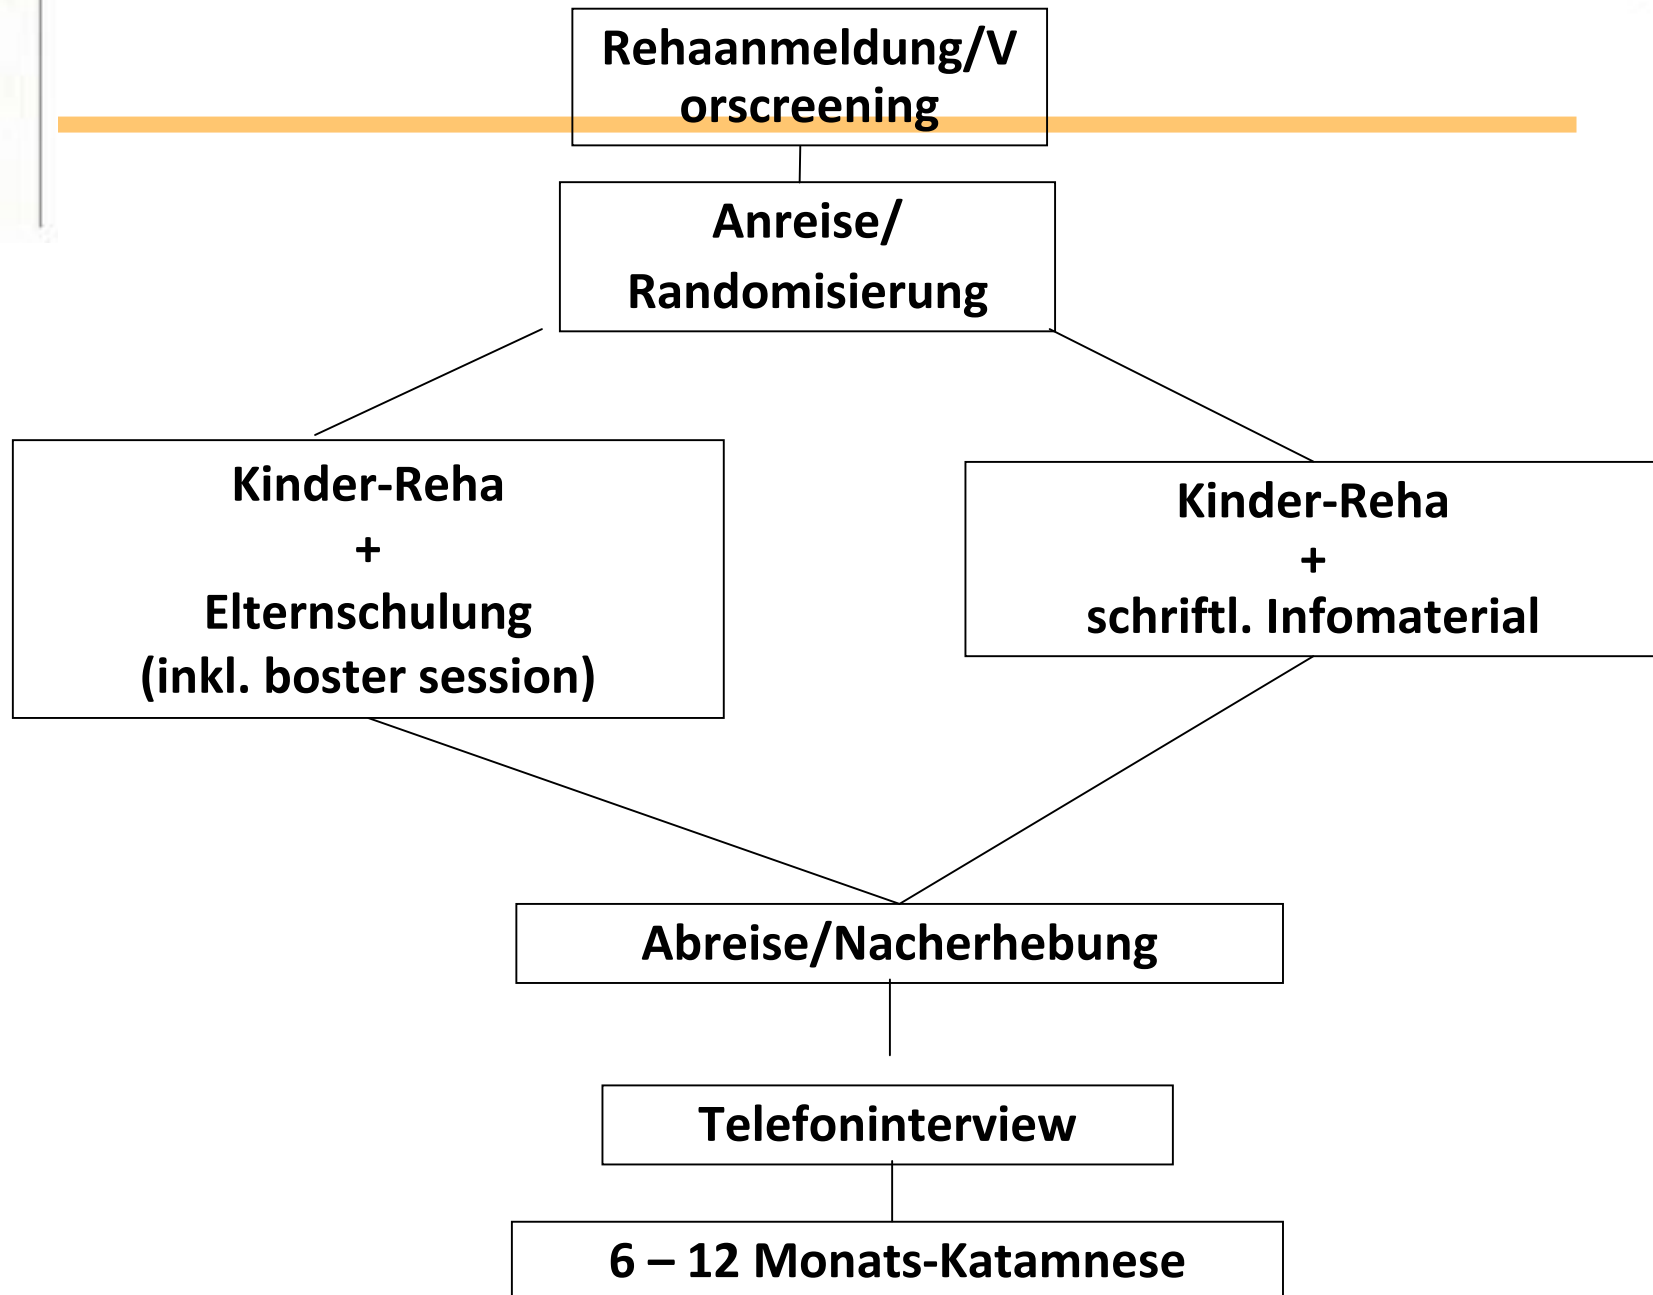 Rehaanmeldung/V
orscreening
Anreise/
Randomisierung
Kinder-Reha
+
Elternschulung
(inkl. boster session)
Kinder-Reha
+
schriftl. Infomaterial
Abreise/Nacherhebung
Telefoninterview
6 – 12 Monats-Katamnese